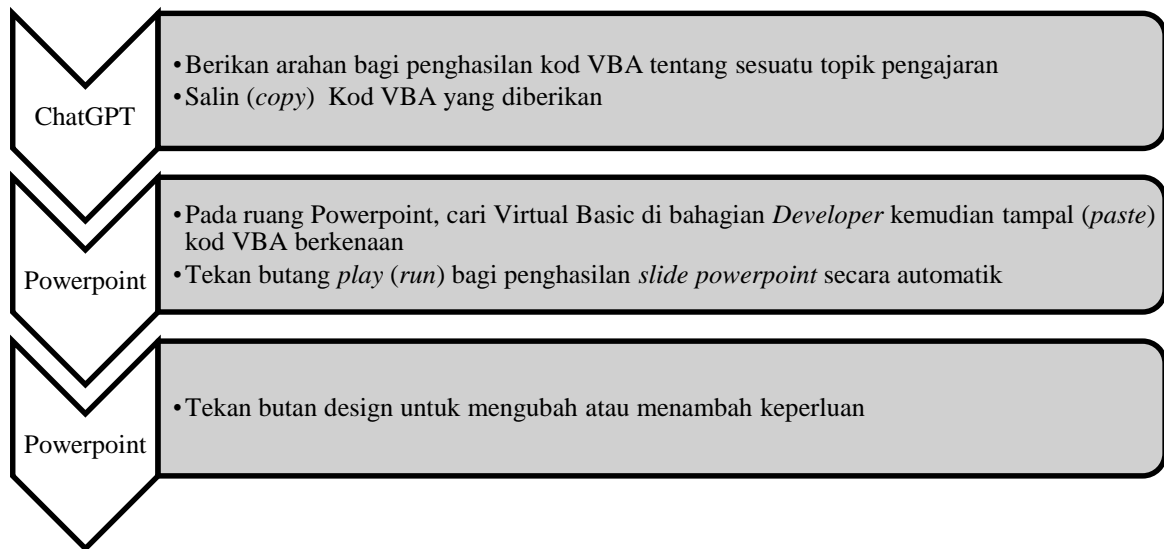 ChatGPT
•Berikan arahan bagi penghasilan kod VBA tentang sesuatu topik pengajaran
•Salin (copy)  Kod VBA yang diberikan
Powerpoint
•Pada ruang Powerpoint, cari Virtual Basic di bahagian Developer kemudian tampal (paste)
kod VBA berkenaan
•Tekan butang play (run) bagi penghasilan slide powerpoint secara automatik
Powerpoint
•Tekan butan design untuk mengubah atau menambah keperluan